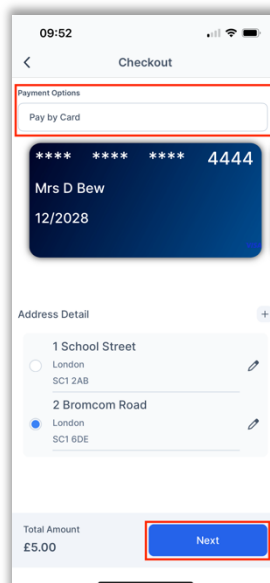 09:52
Checkout
Payment Options
Pay by Card
**** **** **** 4444
Mrs D Bew
12/2028
Address Detail +
1 School Street
London
SC1 2AB
2 Bromcom Road
London
SC1 6DE
Total Amount
£5.00
Next